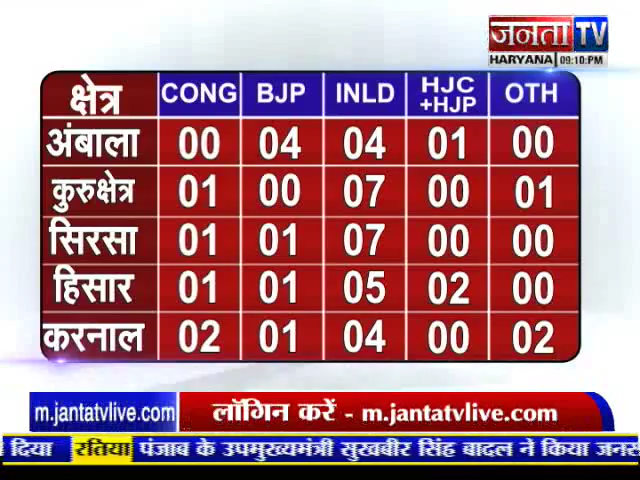 जनता TV
HARYANA 09:10:PM
क्षेत्र CONG BJP INLD HJC +HJP OTH
अंबाला 00 04 04 01 00
कुरुक्षेत्र 01 00 07 00 01
सिरसा 01 01 07 00 00
हिसार 01 01 05 02 00
करनाल 02 01 04 00 02
m.jantatvlive.com लॉगिन करें - m.jantatvlive.com
दिया रतिया पंजाब के उपमुख्यमंत्री सुखबीर सिंह बादल ने किया जनस